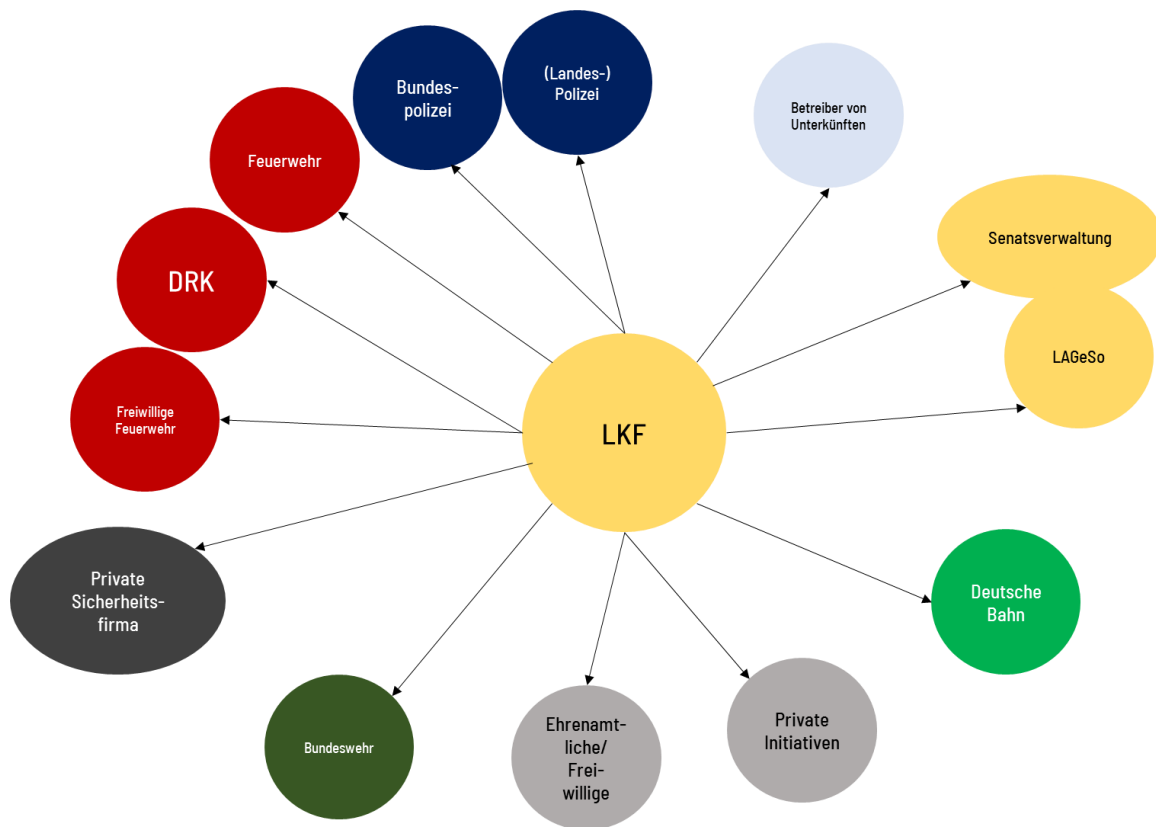 Bundes-
polizei
(Landes-)
Polizei
Betreiber von
Unterkünften
Feuerwehr
Senatsverwaltung
DRK
LAGeSo
Freiwillige
Feuerwehr
LKF
Private
Sicherheits-
firma
Deutsche
Bahn
Bundeswehr
Ehrenamt-
liche/
Frei-
willige
Private
Initiativen